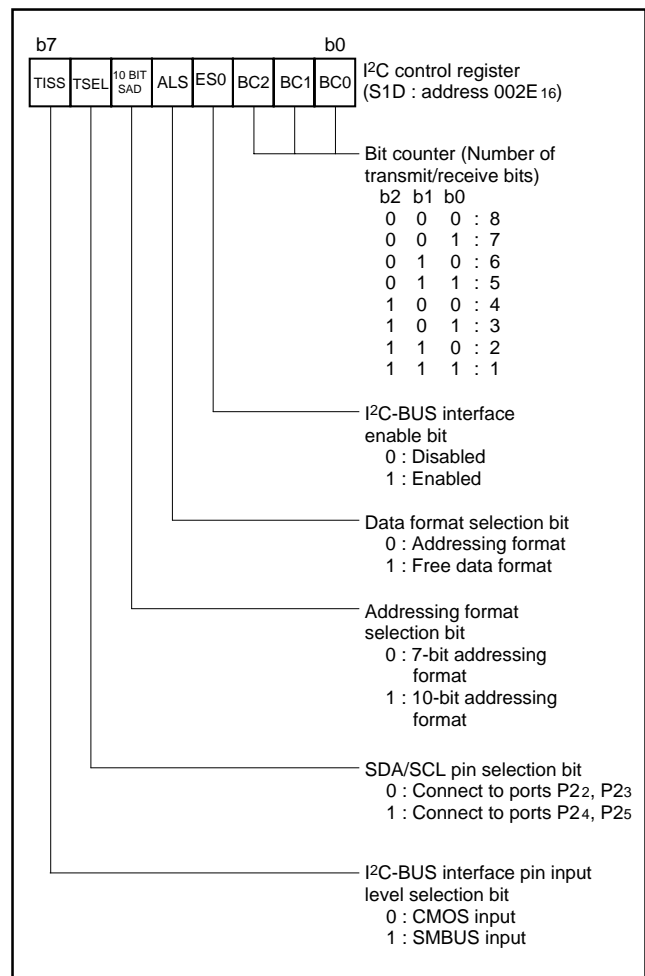 b7 b0
TISS TSEL 10 BIT SAD ALS ES0 BC2 BC1 BC0
I²C control register
(S1D : address 002E₁₆)
Bit counter (Number of
transmit/receive bits)
b2 b1 b0
0 0 0 : 8
0 0 1 : 7
0 1 0 : 6
0 1 1 : 5
1 0 0 : 4
1 0 1 : 3
1 1 0 : 2
1 1 1 : 1
I²C-BUS interface
enable bit
0 : Disabled
1 : Enabled
Data format selection bit
0 : Addressing format
1 : Free data format
Addressing format
selection bit
0 : 7-bit addressing
format
1 : 10-bit addressing
format
SDA/SCL pin selection bit
0 : Connect to ports P2₂, P2₃
1 : Connect to ports P2₄, P2₅
I²C-BUS interface pin input
level selection bit
0 : CMOS input
1 : SMBUS input